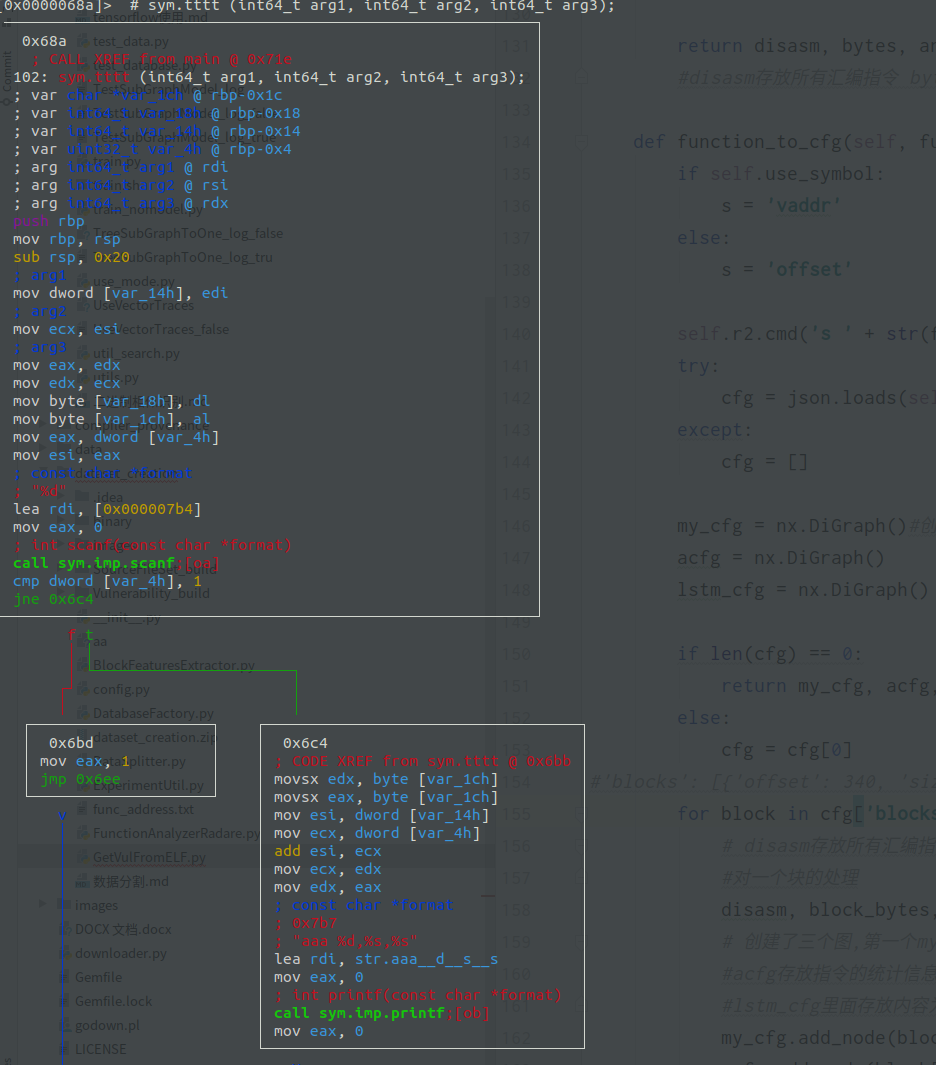 [0x0000068a]> # sym.tttt (int64_t arg1, int64_t arg2, int64_t arg3);
0x68a
; CALL XREF from main @ 0x71e
102: sym.tttt (int64_t arg1, int64_t arg2, int64_t arg3);
; var char *var_1ch @ rbp-0x1c
; var int64_t var_18h @ rbp-0x18
; var int64_t var_14h @ rbp-0x14
; var uint32_t var_4h @ rbp-0x4
; arg int64_t arg1 @ rdi
; arg int64_t arg2 @ rsi
; arg int64_t arg3 @ rdx
push rbp
mov rbp, rsp
sub rsp, 0x20
; arg1
mov dword [var_14h], edi
; arg2
mov ecx, esi
; arg3
mov eax, edx
mov edx, ecx
mov byte [var_18h], dl
mov byte [var_1ch], al
mov eax, dword [var_4h]
mov esi, eax
; const char *format
; "%d"
lea rdi, [0x000007b4]
mov eax, 0
; int scanf(const char *format)
call sym.imp.scanf;[oa]
cmp dword [var_4h], 1
jne 0x6c4
f t
0x6bd
mov eax, 1
jmp 0x6ee
v
0x6c4
; CODE XREF from sym.tttt @ 0x6bb
movsx edx, byte [var_1ch]
movsx eax, byte [var_1ch]
mov esi, dword [var_14h]
mov ecx, dword [var_4h]
add esi, ecx
mov ecx, edx
mov edx, eax
; const char *format
; 0x7b7
; "aaa %d,%s,%s"
lea rdi, str.aaa__d__s__s
mov eax, 0
; int printf(const char *format)
call sym.imp.printf;[ob]
mov eax, 0
tensorflow使用.md
test_data.py
test_database.py
TestSubGraphModel_log
TestSubGraphModel_log_true
train.py
train.sh
train_nomodel.py
TreeSubGraphToOne_log_false
SubGraphToOne_log_tru
use_mode.py
UseVectorTraces
UseVectorTraces_false
util_search.py
utils.py
compiler_provenance
data
dataset_creation
.idea
binary
images
Vulnerability_build
__init__.py
aa
BlockFeaturesExtractor.py
config.py
DatabaseFactory.py
dataset_creation.zip
DataSplitter.py
ExperimentUtil.py
func_address.txt
FunctionAnalyzerRadare.py
GetVulFromELF.py
数据分割.md
images
DOCX 文档.docx
downloader.py
Gemfile
Gemfile.lock
godown.pl
LICENSE
Commit
131 return disasm, bytes, an
#disasm存放所有汇编指令 by
133
134 def function_to_cfg(self, fu
135 if self.use_symbol:
136 s = 'vaddr'
137 else:
138 s = 'offset'
139
140 self.r2.cmd('s ' + str(f
141 try:
142 cfg = json.loads(sel
143 except:
144 cfg = []
145
146 my_cfg = nx.DiGraph()#创
147 acfg = nx.DiGraph()
148 lstm_cfg = nx.DiGraph()
149
150 if len(cfg) == 0:
151 return my_cfg, acfg,
152 else:
153 cfg = cfg[0]
154 #'blocks': [{'offset': 340, 'siz
155 for block in cfg['blocks
156 # disasm存放所有汇编指
157 #对一个块的处理
158 disasm, block_bytes,
159 # 创建了三个图,第一个my
160 #acfg存放指令的统计信息
161 #lstm_cfg里面存放内容为
162 my_cfg.add_node(bloc